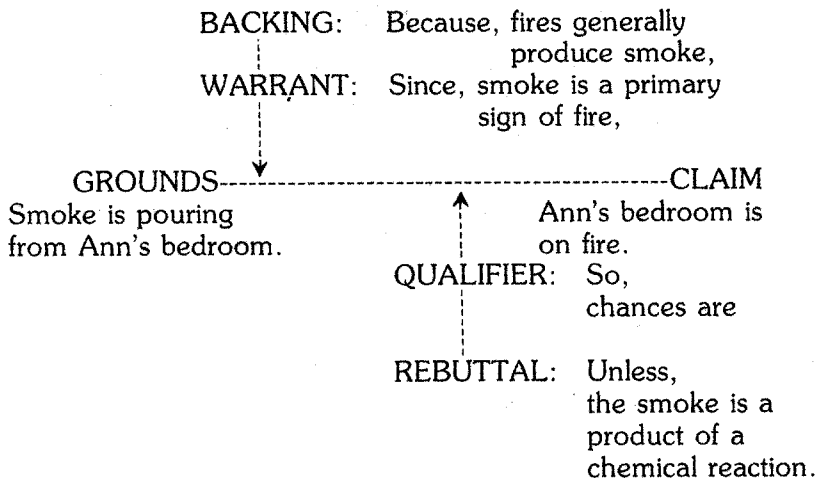 BACKING: Because, fires generally
produce smoke,
WARRANT: Since, smoke is a primary
sign of fire,
GROUNDS CLAIM
Smoke is pouring
from Ann's bedroom.
Ann's bedroom is
on fire.
QUALIFIER: So,
chances are
REBUTTAL: Unless,
the smoke is a
product of a
chemical reaction.